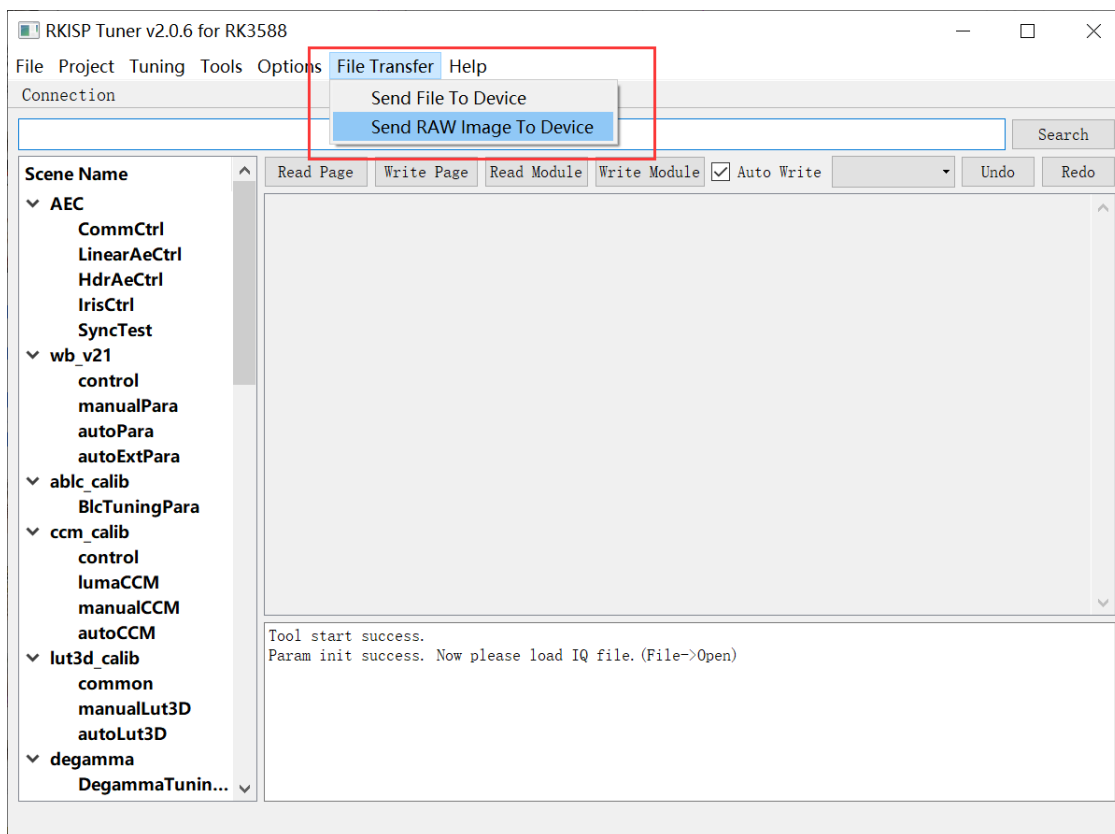 RKISP Tuner v2.0.6 for RK3588
File Project Tuning Tools Options File Transfer Help
Connection
Send File To Device
Send RAW Image To Device
Search
Scene Name
Read Page Write Page Read Module Write Module Auto Write Undo Redo
AEC
CommCtrl
LinearAeCtrl
HdrAeCtrl
IrisCtrl
SyncTest
wb_v21
control
manualPara
autoPara
autoExtPara
ablc_calib
BlcTuningPara
ccm_calib
control
lumaCCM
manualCCM
autoCCM
lut3d_calib
common
manualLut3D
autoLut3D
degamma
DegammaTunin...
Tool start success.
Param init success. Now please load IQ file.(File->Open)